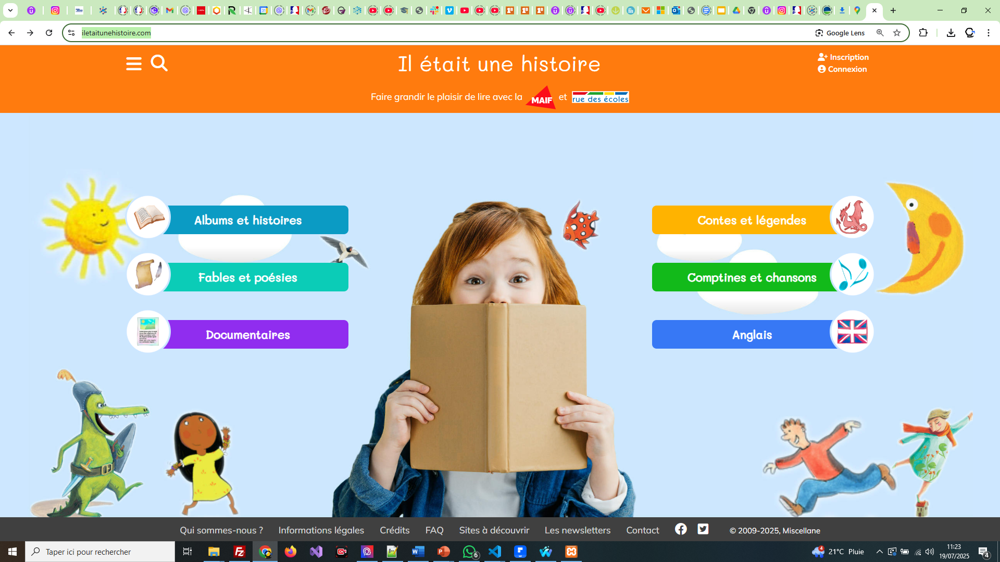 iletaitunehistoire.com
Google Lens
Il était une histoire
Inscription
Connexion
Faire grandir le plaisir de lire avec la MAIF et rue des écoles
Albums et histoires
Contes et légendes
Fables et poésies
Comptines et chansons
Documentaires
Anglais
Qui sommes-nous ? Informations légales Crédits FAQ Sites à découvrir Les newsletters Contact © 2009-2025, Miscellane
Taper ici pour rechercher
6
4
21°C Pluie
11:23
19/07/2025
4